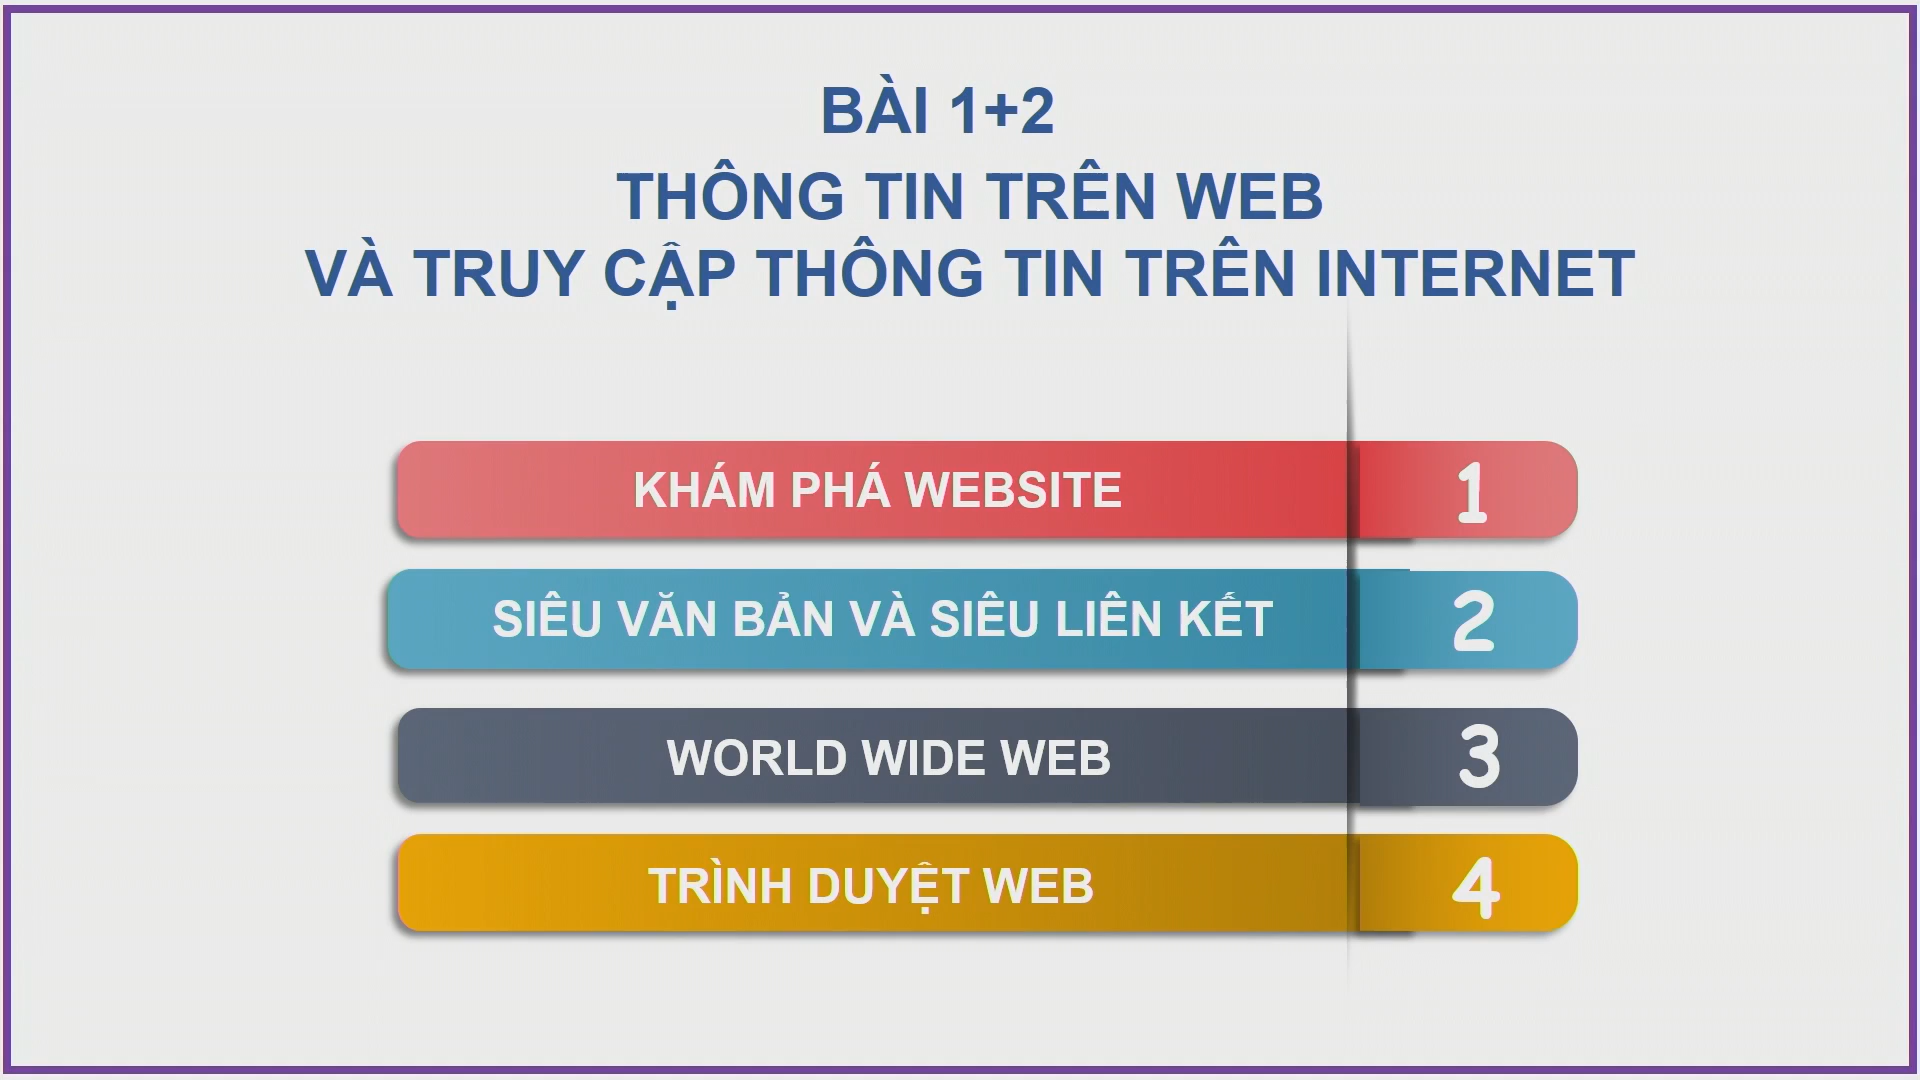 BÀI 1+2
THÔNG TIN TRÊN WEB
VÀ TRUY CẬP THÔNG TIN TRÊN INTERNET
KHÁM PHÁ WEBSITE 1
SIÊU VĂN BẢN VÀ SIÊU LIÊN KẾT 2
WORLD WIDE WEB 3
TRÌNH DUYỆT WEB 4